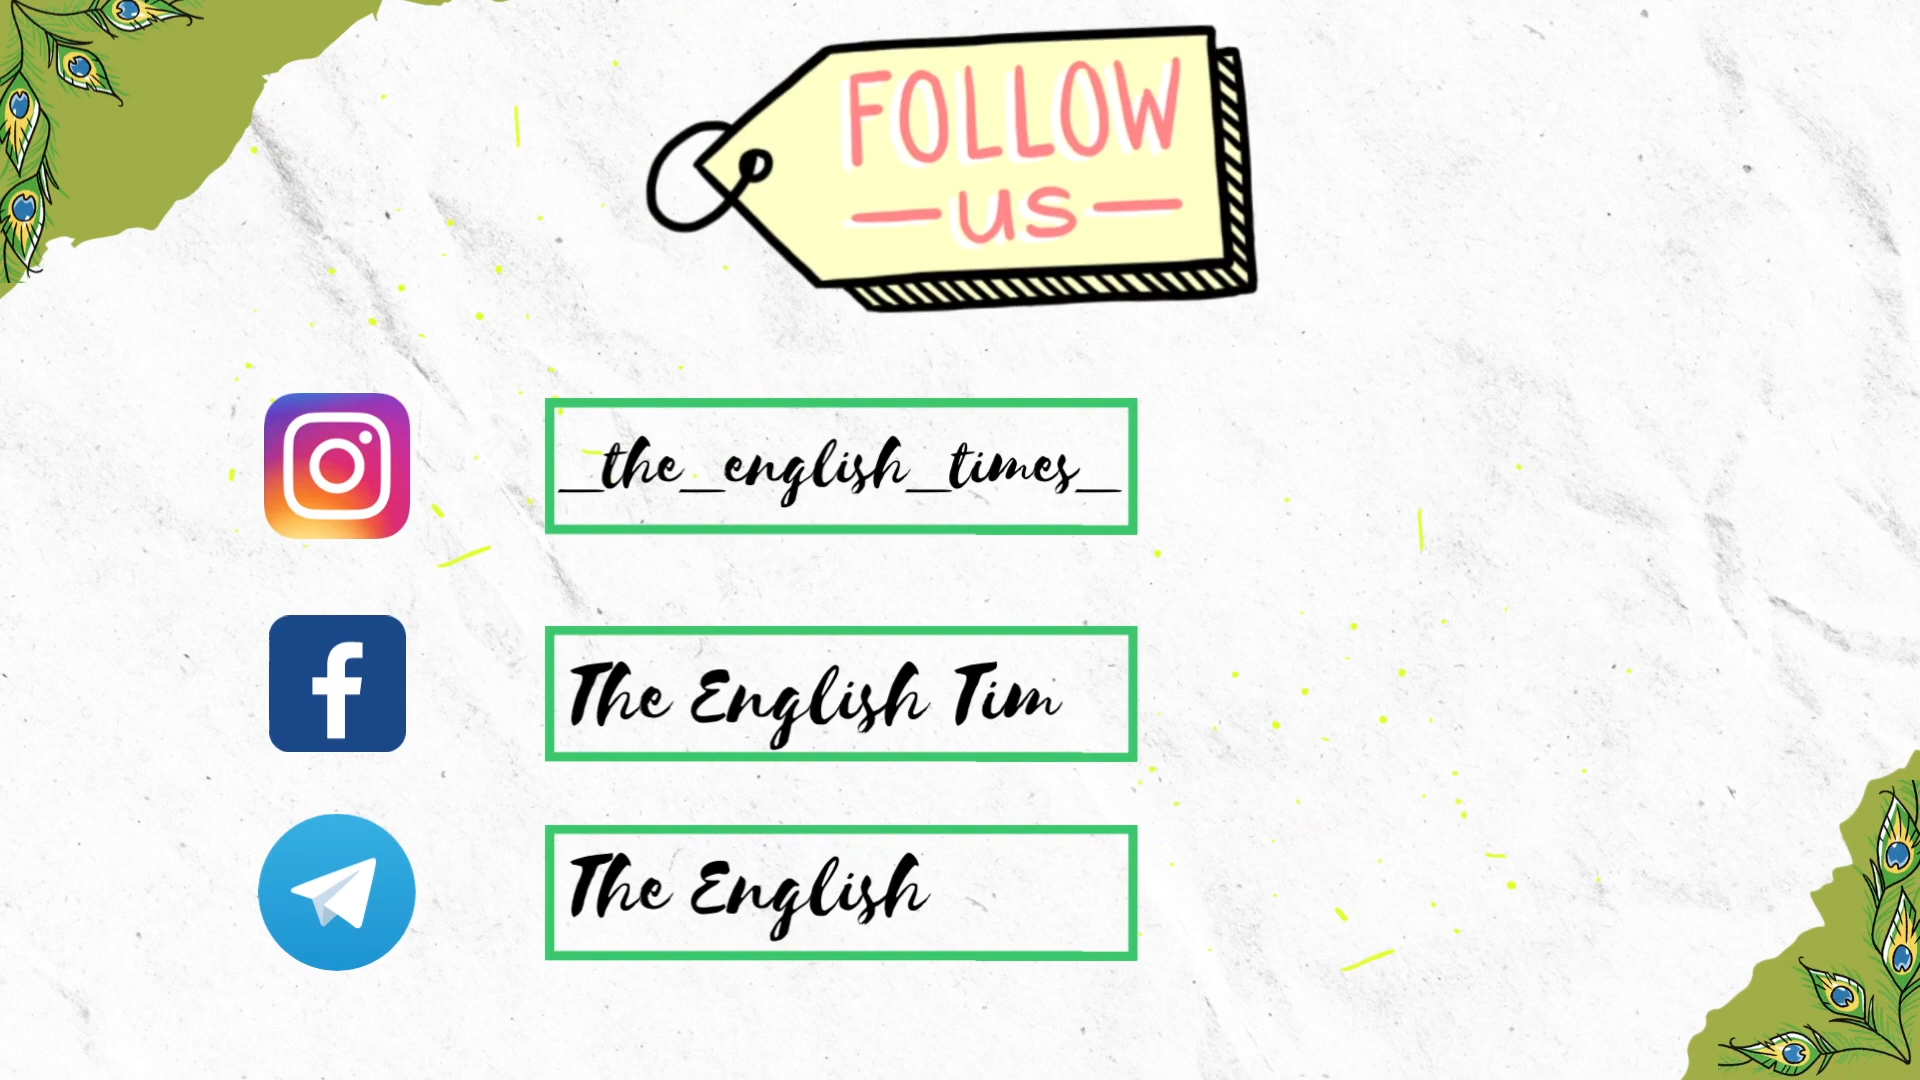 FOLLOW
us
_the_english_times_
The English Tim
The English